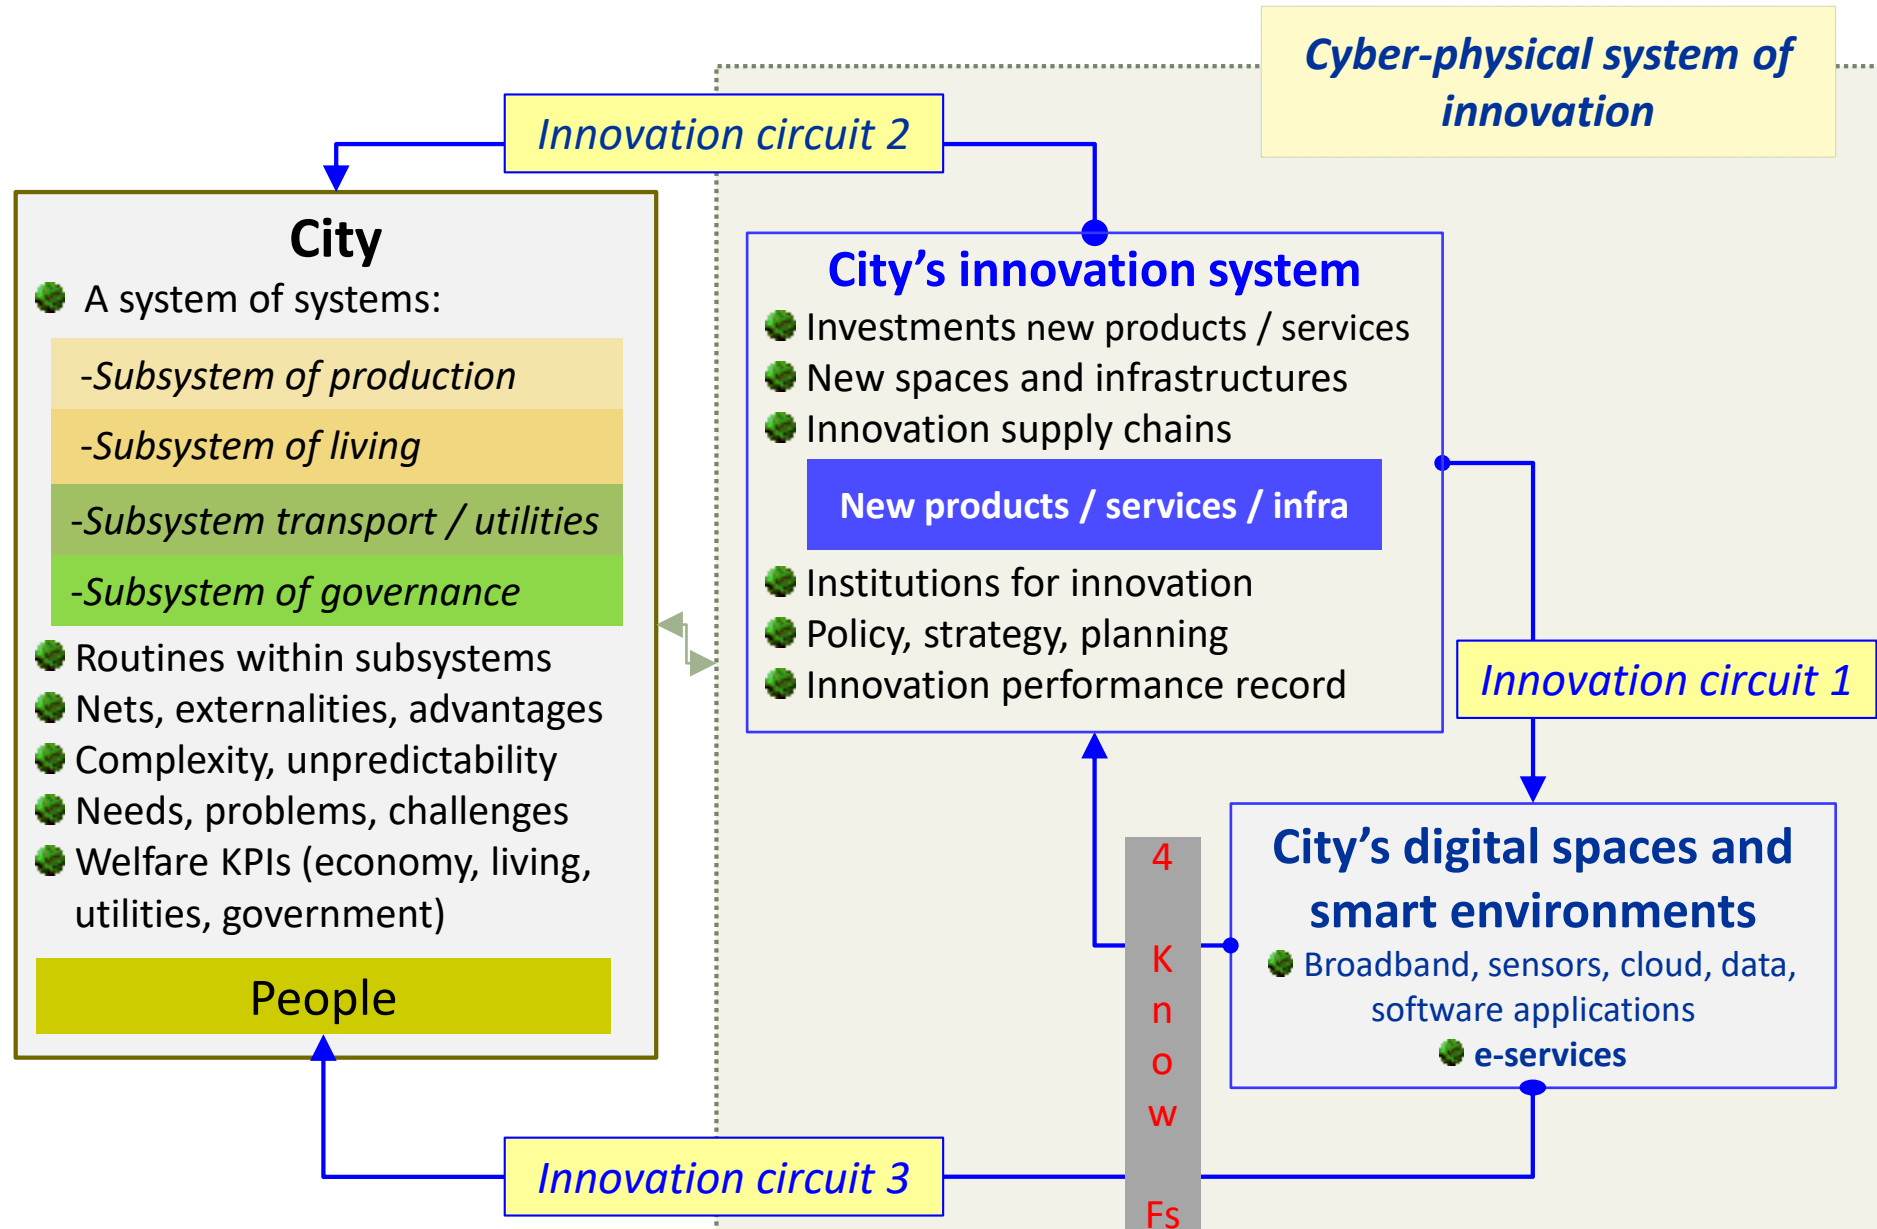 Cyber-physical system of
innovation
Innovation circuit 2
City
A system of systems:
-Subsystem of production
-Subsystem of living
-Subsystem transport / utilities
-Subsystem of governance
Routines within subsystems
Nets, externalities, advantages
Complexity, unpredictability
Needs, problems, challenges
Welfare KPIs (economy, living,
utilities, government)
People
City’s innovation system
Investments new products / services
New spaces and infrastructures
Innovation supply chains
New products / services / infra
Institutions for innovation
Policy, strategy, planning
Innovation performance record
Innovation circuit 1
City’s digital spaces and
smart environments
Broadband, sensors, cloud, data,
software applications
e-services
4
K
n
o
w
Fs
Innovation circuit 3